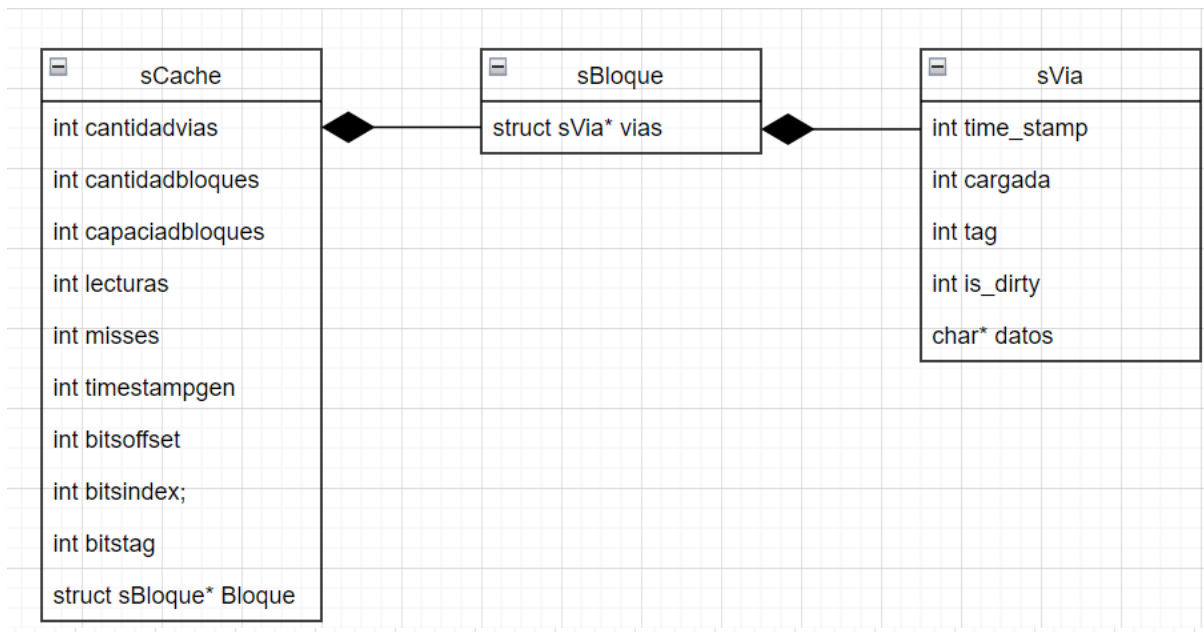 sCache
int cantidadvias
int cantidadbloques
int capaciadbloques
int lecturas
int misses
int timestampgen
int bitsoffset
int bitsindex;
int bitstag
struct sBloque* Bloque
sBloque
struct sVia* vias
sVia
int time_stamp
int cargada
int tag
int is_dirty
char* datos